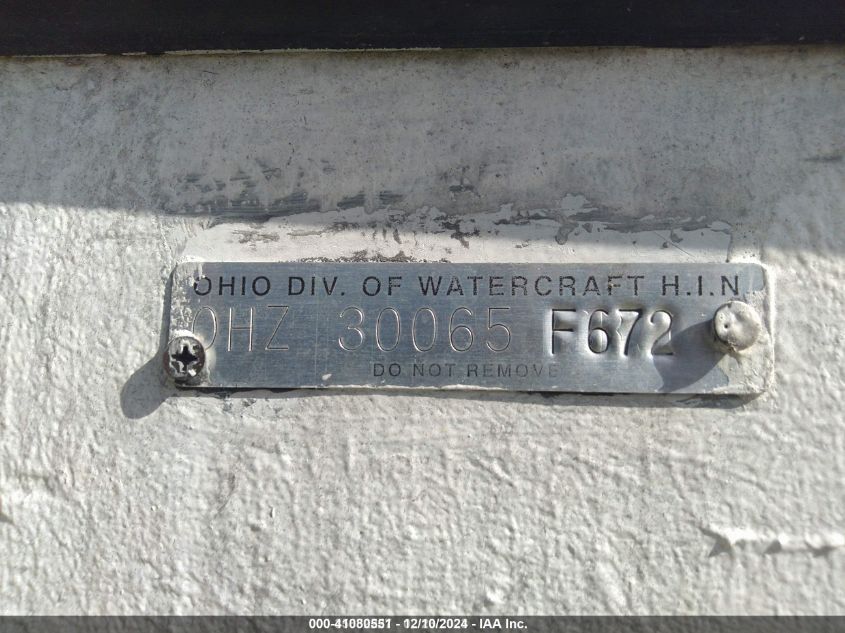 OHIO DIV. OF WATERCRAFT H.I.N.
OHZ 30065 F672
DO NOT REMOVE
000-41080551 - 12/10/2024 - IAA Inc.